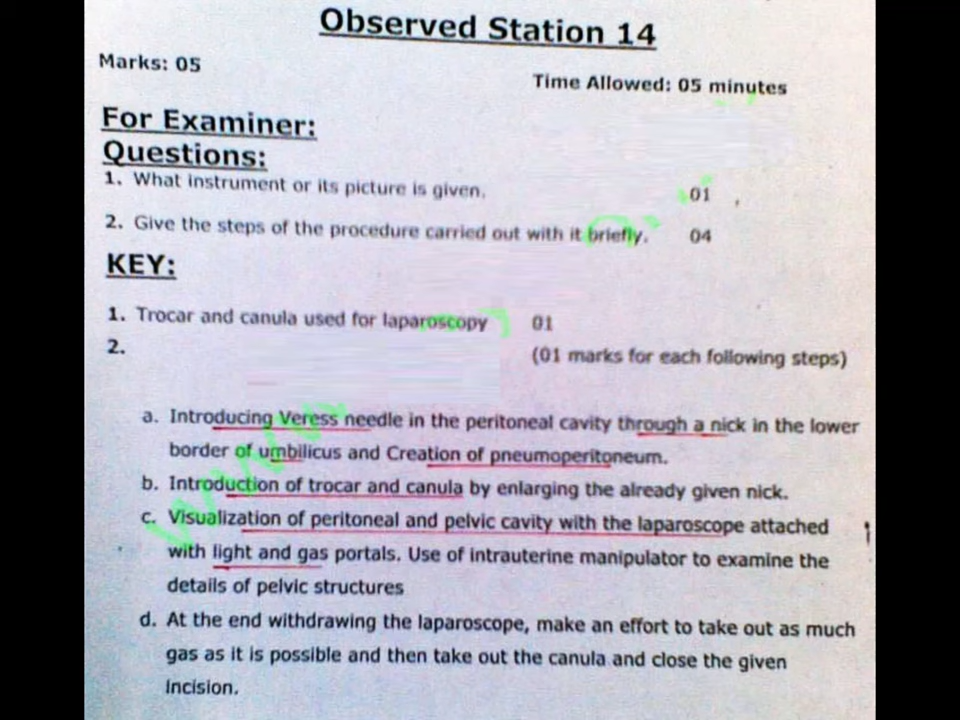 Observed Station 14
Marks: 05
Time Allowed: 05 minutes
For Examiner:
Questions:
1. What instrument or its picture is given. 01
2. Give the steps of the procedure carried out with it briefly. 04
KEY:
1. Trocar and canula used for laparoscopy 01
2.
(01 marks for each following steps)
a. Introducing Veress needle in the peritoneal cavity through a nick in the lower
border of umbilicus and Creation of pneumoperitoneum.
b. Introduction of trocar and canula by enlarging the already given nick.
c. Visualization of peritoneal and pelvic cavity with the laparoscope attached
with light and gas portals. Use of intrauterine manipulator to examine the
details of pelvic structures
d. At the end withdrawing the laparoscope, make an effort to take out as much
gas as it is possible and then take out the canula and close the given
incision.
www